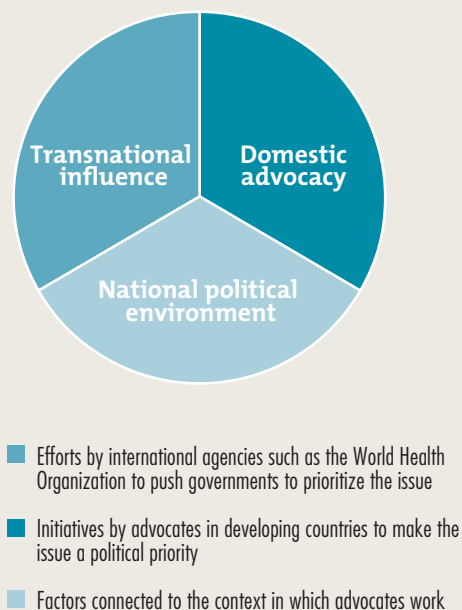 Transnational
influence
Domestic
advocacy
National political
environment
Efforts by international agencies such as the World Health
Organization to push governments to prioritize the issue
Initiatives by advocates in developing countries to make the
issue a political priority
Factors connected to the context in which advocates work